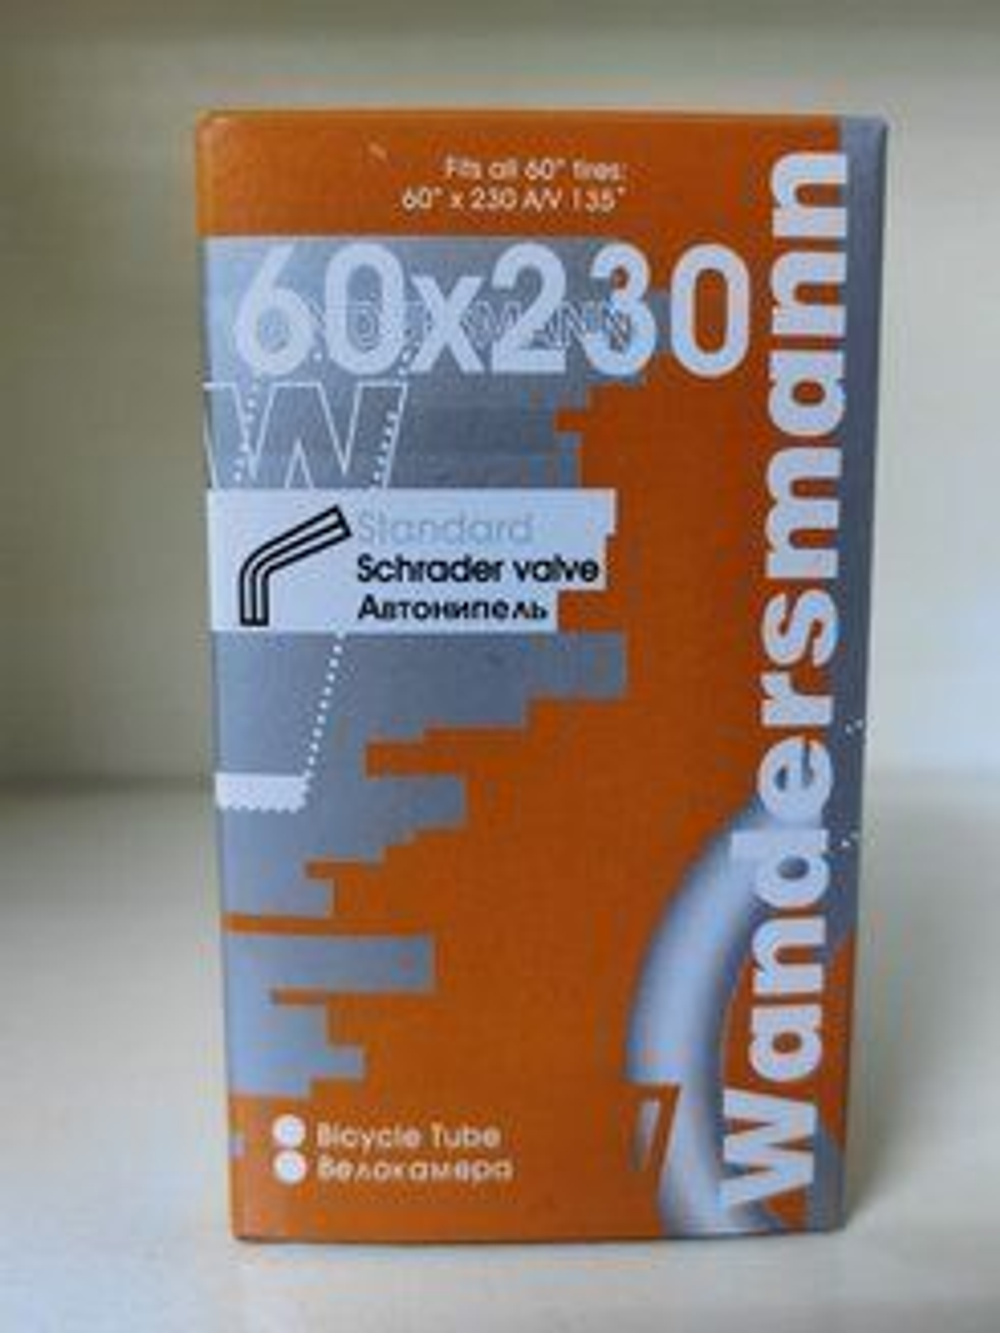 Fits all 60" tires:
60" x 230 A/V 135°
60x230
W
Standard
Schrader valve
Автонипель
Bicycle Tube
Велокамера
wandersmann